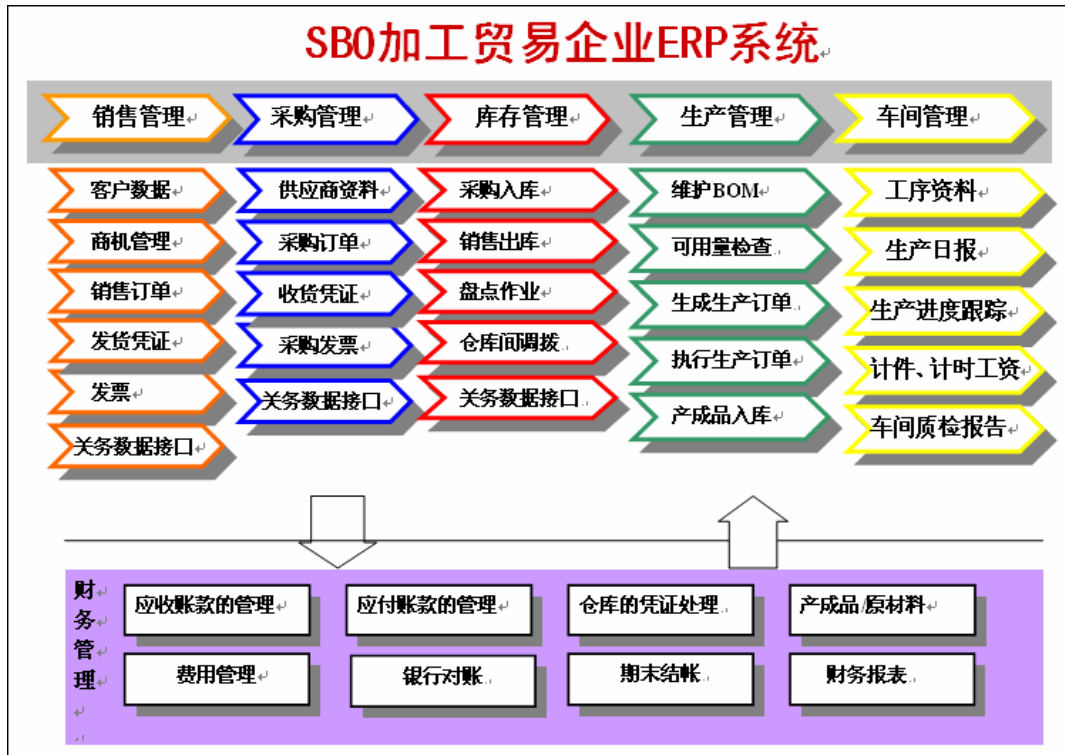 SBO加工贸易企业ERP系统
销售管理
采购管理
库存管理
生产管理
车间管理
客户数据
商机管理
销售订单
发货凭证
发票
关务数据接口
供应商资料
采购订单
收货凭证
采购发票
关务数据接口
采购入库
销售出库
盘点作业
仓库间调拨
关务数据接口
维护BOM
可用量检查
生成生产订单
执行生产订单
产成品入库
工序资料
生产日报
生产进度跟踪
计件、计时工资
车间质检报告
财务管理
应收账款的管理
应付账款的管理
仓库的凭证处理
产成品/原材料
费用管理
银行对账
期末结帐
财务报表